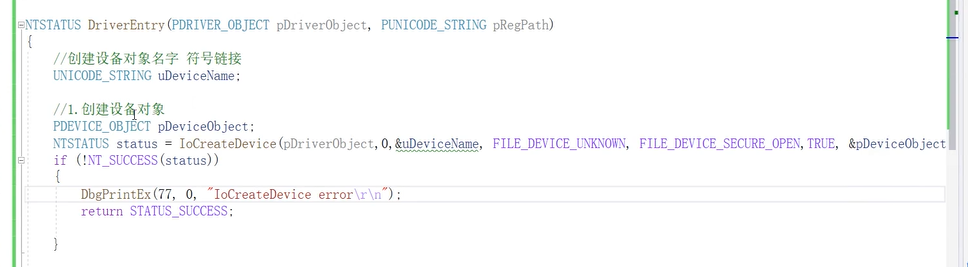 NTSTATUS DriverEntry(PDRIVER_OBJECT pDriverObject, PUNICODE_STRING pRegPath)
{
//创建设备对象名字 符号链接
UNICODE_STRING uDeviceName;
//1.创建设备对象
PDEVICE_OBJECT pDeviceObject;
NTSTATUS status = IoCreateDevice(pDriverObject,0,&uDeviceName, FILE_DEVICE_UNKNOWN, FILE_DEVICE_SECURE_OPEN,TRUE, &pDeviceObject
if (!NT_SUCCESS(status))
{
DbgPrintEx(77, 0, "IoCreateDevice error\r\n");
return STATUS_SUCCESS;
}